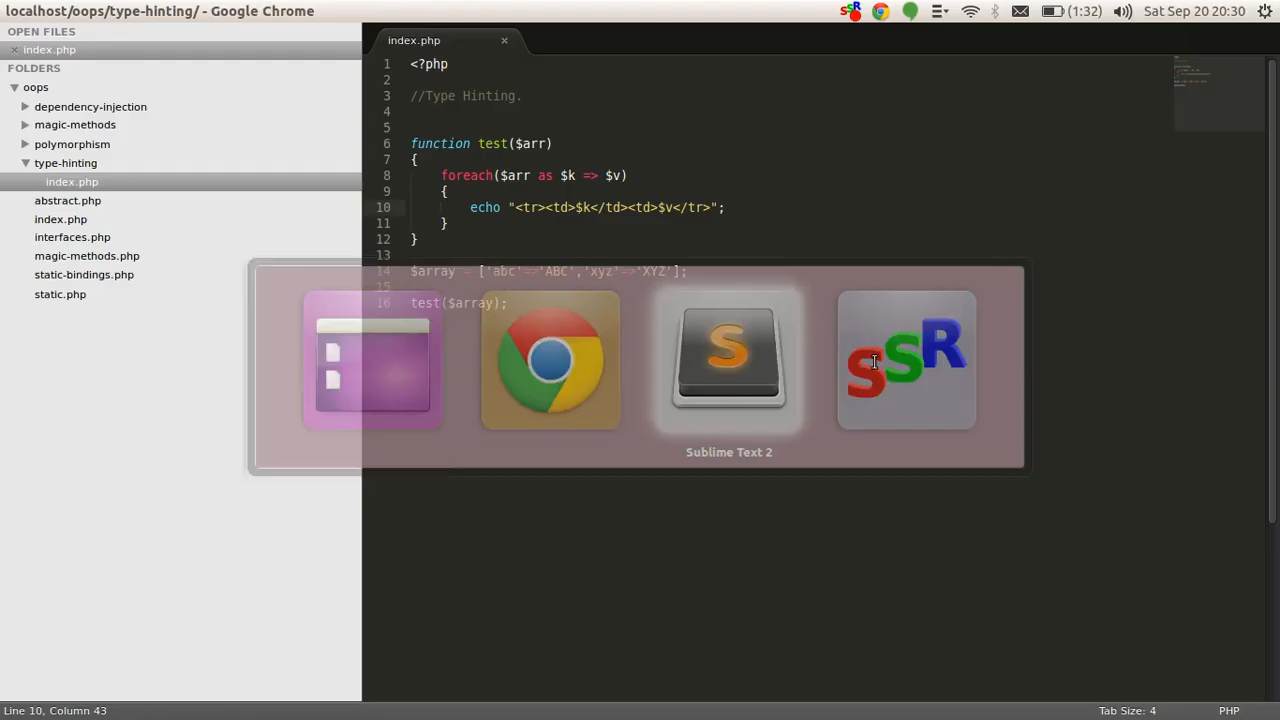 localhost/oops/type-hinting/ - Google Chrome
SSR
(1:32)
Sat Sep 20 20:30
OPEN FILES
× index.php
FOLDERS
oops
dependency-injection
magic-methods
polymorphism
type-hinting
index.php
abstract.php
index.php
interfaces.php
magic-methods.php
static-bindings.php
static.php
index.php ×
1 <?php
2
3 //Type Hinting.
4
5
6 function test($arr)
7 {
8 foreach($arr as $k => $v)
9 {
10 echo "<tr><td>$k</td><td>$v</tr>";
11 }
12 }
13
14 $array = ['abc'=>'ABC','xyz'=>'XYZ'];
15
16 test($array);
S
SSR
Sublime Text 2
Line 10, Column 43
Tab Size: 4
PHP